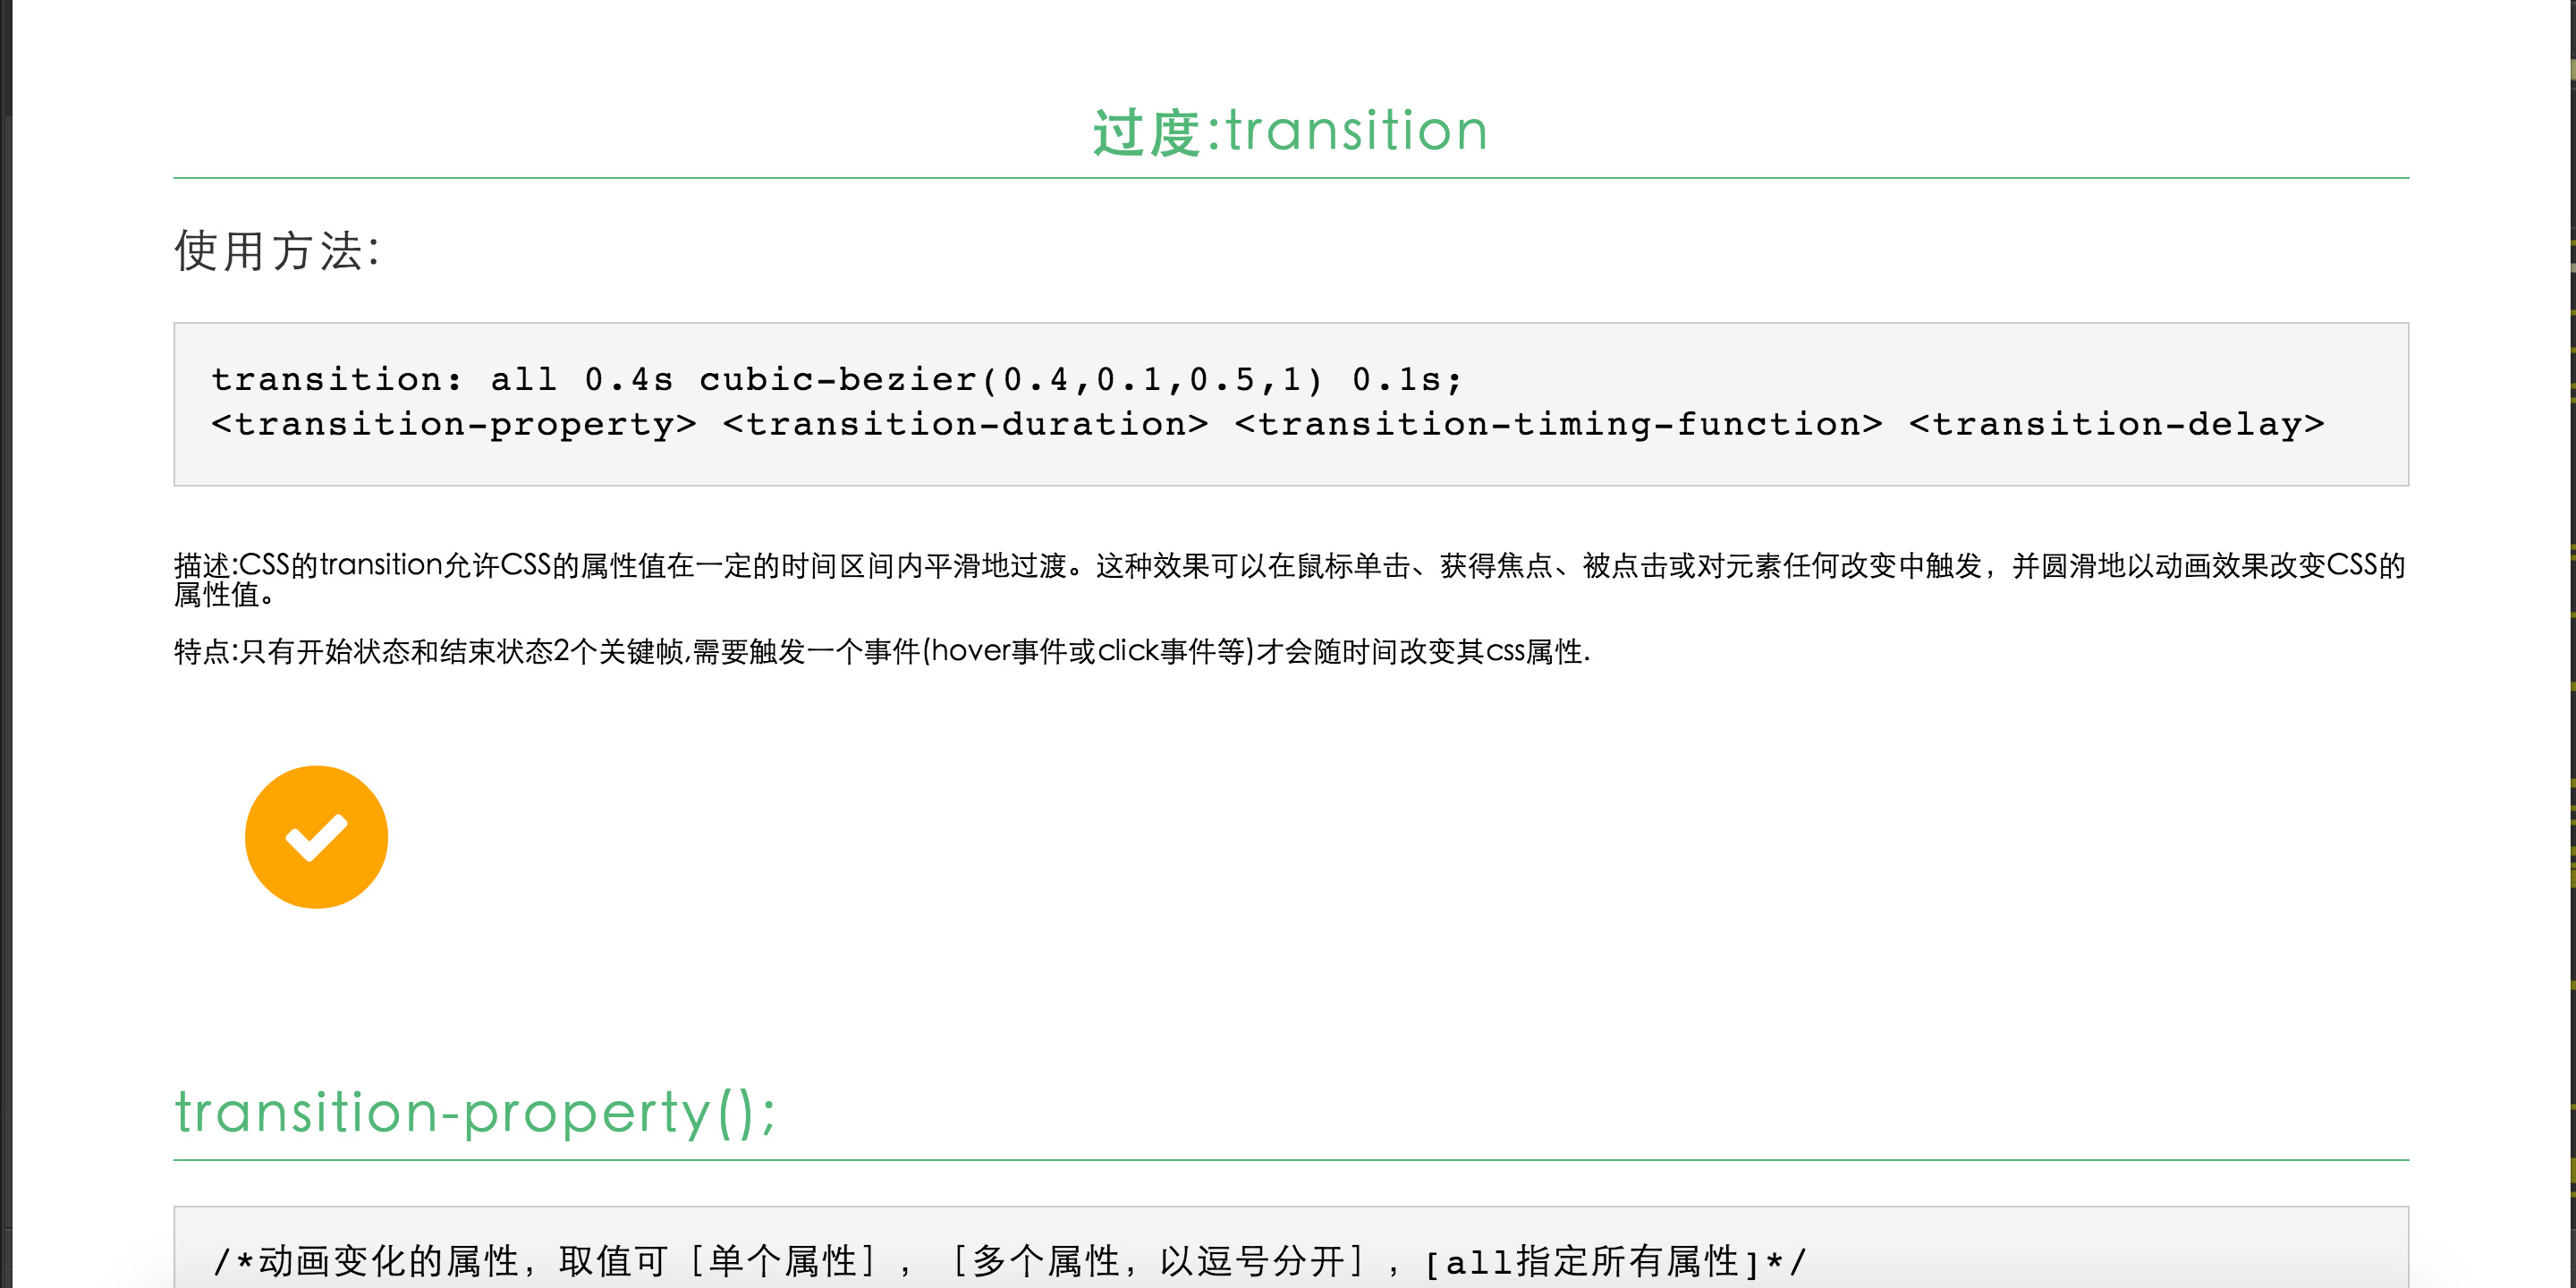 过度:transition
使用方法:
transition: all 0.4s cubic-bezier(0.4,0.1,0.5,1) 0.1s;
<transition-property> <transition-duration> <transition-timing-function> <transition-delay>
描述:CSS的transition允许CSS的属性值在一定的时间区间内平滑地过渡。这种效果可以在鼠标单击、获得焦点、被点击或对元素任何改变中触发，并圆滑地以动画效果改变CSS的
属性值。
特点:只有开始状态和结束状态2个关键帧,需要触发一个事件(hover事件或click事件等)才会随时间改变其css属性.
transition-property();
/*动画变化的属性，取值可［单个属性］，［多个属性，以逗号分开］，[all指定所有属性]*/